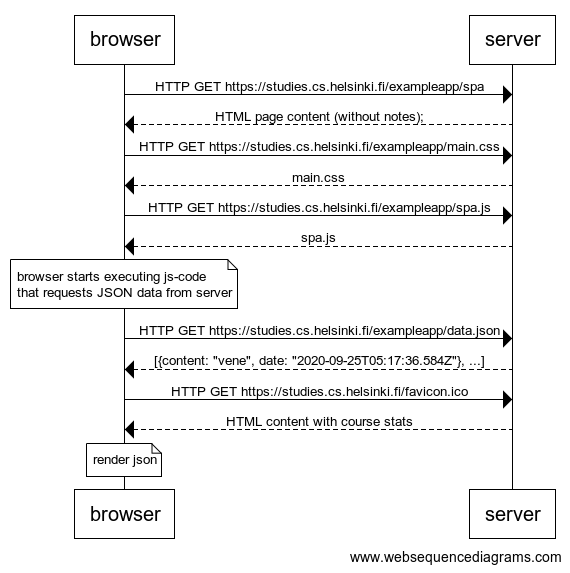 browser
server
HTTP GET https://studies.cs.helsinki.fi/exampleapp/spa
HTML page content (without notes);
HTTP GET https://studies.cs.helsinki.fi/exampleapp/main.css
main.css
HTTP GET https://studies.cs.helsinki.fi/exampleapp/spa.js
spa.js
browser starts executing js-code
that requests JSON data from server
HTTP GET https://studies.cs.helsinki.fi/exampleapp/data.json
[{content: "vene", date: "2020-09-25T05:17:36.584Z"}, ...]
HTTP GET https://studies.cs.helsinki.fi/favicon.ico
HTML content with course stats
render json
browser
server
www.websequencediagrams.com